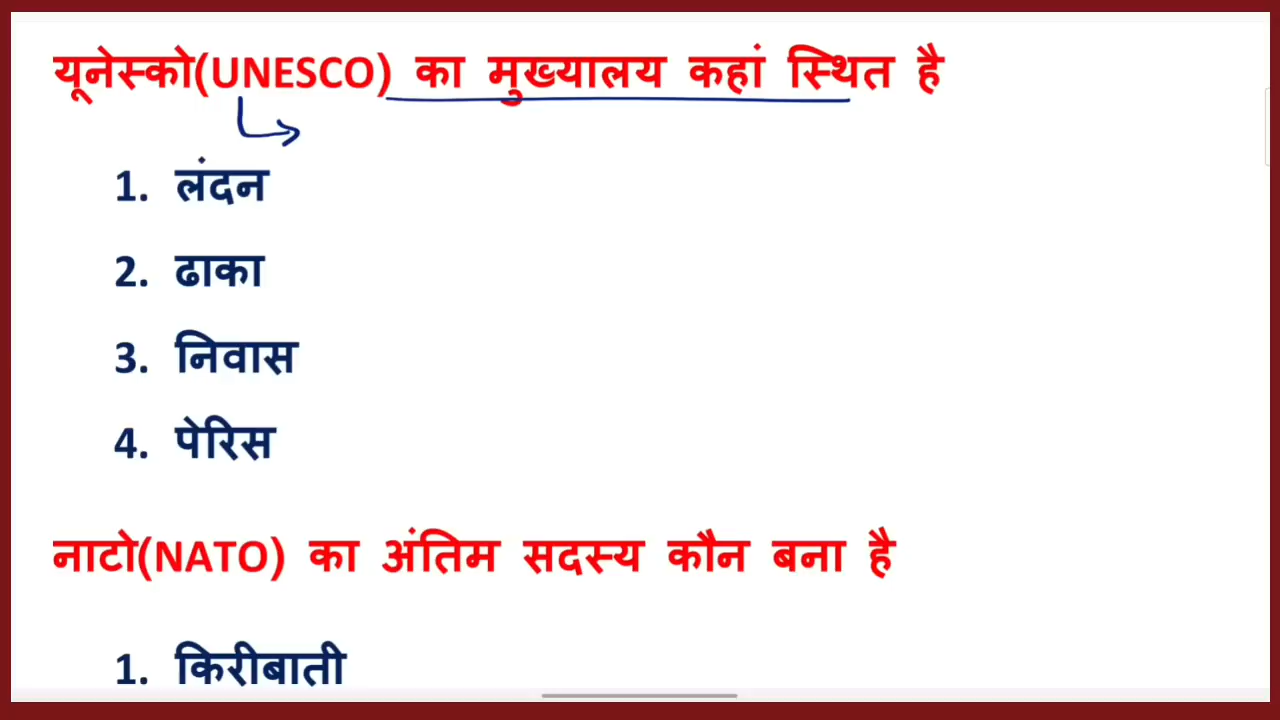 यूनेस्को(UNESCO) का मुख्यालय कहां स्थित है
1. लंदन
2. ढाका
3. निवास
4. पेरिस
नाटो(NATO) का अंतिम सदस्य कौन बना है
1. किरीबाती